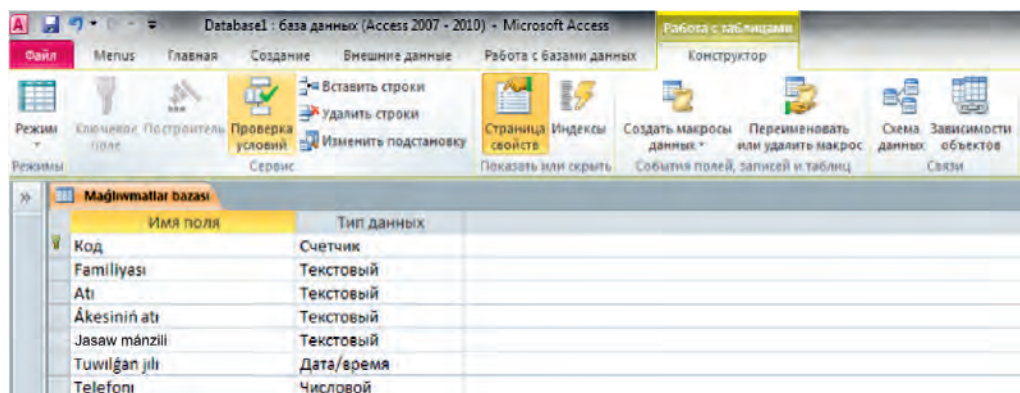 Database1 : база данных (Access 2007 - 2010) - Microsoft Access
Работа с таблицами
Файл Menus Главная Создание Внешние данные Работа с базами данных Конструктор
Режим
Ключевое поле
Построитель
Проверка условий
Вставить строки
Удалить строки
Изменить подстановку
Страница свойств
Индексы
Создать макросы данных
Переименовать или удалить макрос
Схема данных
Зависимости объектов
Режимы Сервис Показать или скрыть События полей, записей и таблиц Связи
» Maǵlıwmatlar bazası
Имя поля Тип данных
Код Счетчик
Familiyası Текстовый
Atı Текстовый
Ákesiniń atı Текстовый
Jasaw mánzili Текстовый
Tuwılǵan jılı Дата/время
Telefonı Числовой